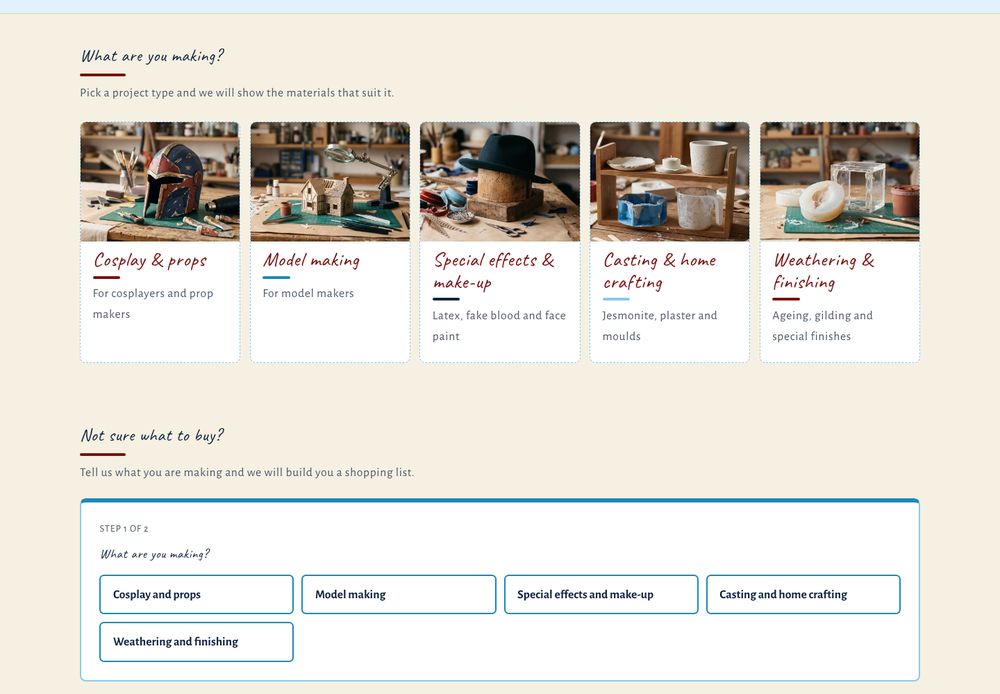 What are you making?
Pick a project type and we will show the materials that suit it.
Cosplay & props
For cosplayers and prop
makers
Model making
For model makers
Special effects &
make-up
Latex, fake blood and face
paint
Casting & home
crafting
Jesmonite, plaster and
moulds
Weathering &
finishing
Ageing, gilding and
special finishes
Not sure what to buy?
Tell us what you are making and we will build you a shopping list.
STEP 1 OF 2
What are you making?
Cosplay and props
Model making
Special effects and make-up
Casting and home crafting
Weathering and finishing